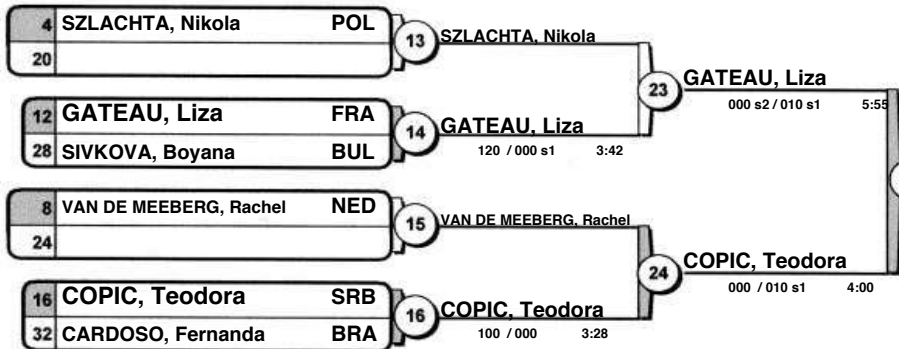 4 SZLACHTA, Nikola POL
20
13 SZLACHTA, Nikola
12 GATEAU, Liza FRA
28 SIVKOVA, Boyana BUL
14 GATEAU, Liza
120 / 000 s1 3:42
23 GATEAU, Liza
000 s2 / 010 s1 5:55
8 VAN DE MEEBERG, Rachel NED
24
15 VAN DE MEEBERG, Rachel
16 COPIC, Teodora SRB
32 CARDOSO, Fernanda BRA
16 COPIC, Teodora
100 / 000 3:28
24 COPIC, Teodora
000 / 010 s1 4:00